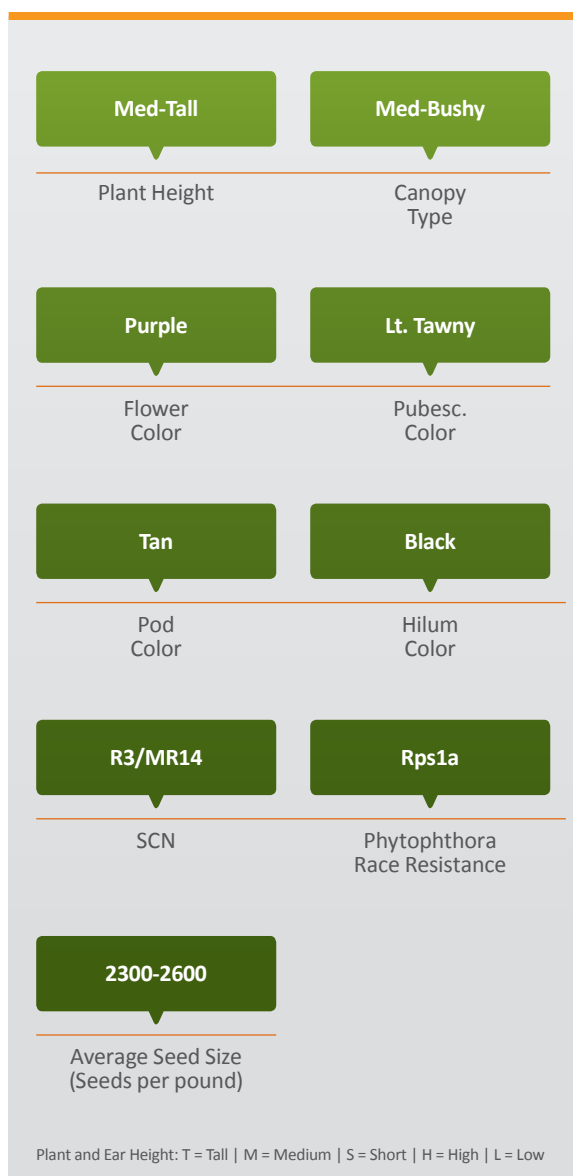 Med-Tall
Plant Height
Med-Bushy
Canopy
Type
Purple
Flower
Color
Lt. Tawny
Pubesc.
Color
Tan
Pod
Color
Black
Hilum
Color
R3/MR14
SCN
Rps1a
Phytophthora
Race Resistance
2300-2600
Average Seed Size
(Seeds per pound)
Plant and Ear Height: T = Tall | M = Medium | S = Short | H = High | L = Low